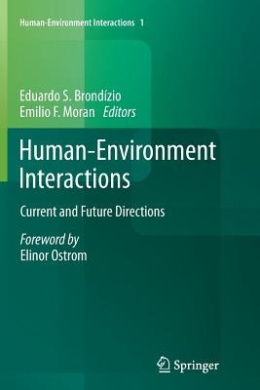 Human-Environment Interactions 1
Eduardo S. Brondízio
Emilio F. Moran Editors
Human-Environment
Interactions
Current and Future Directions
Foreword by
Elinor Ostrom
Springer